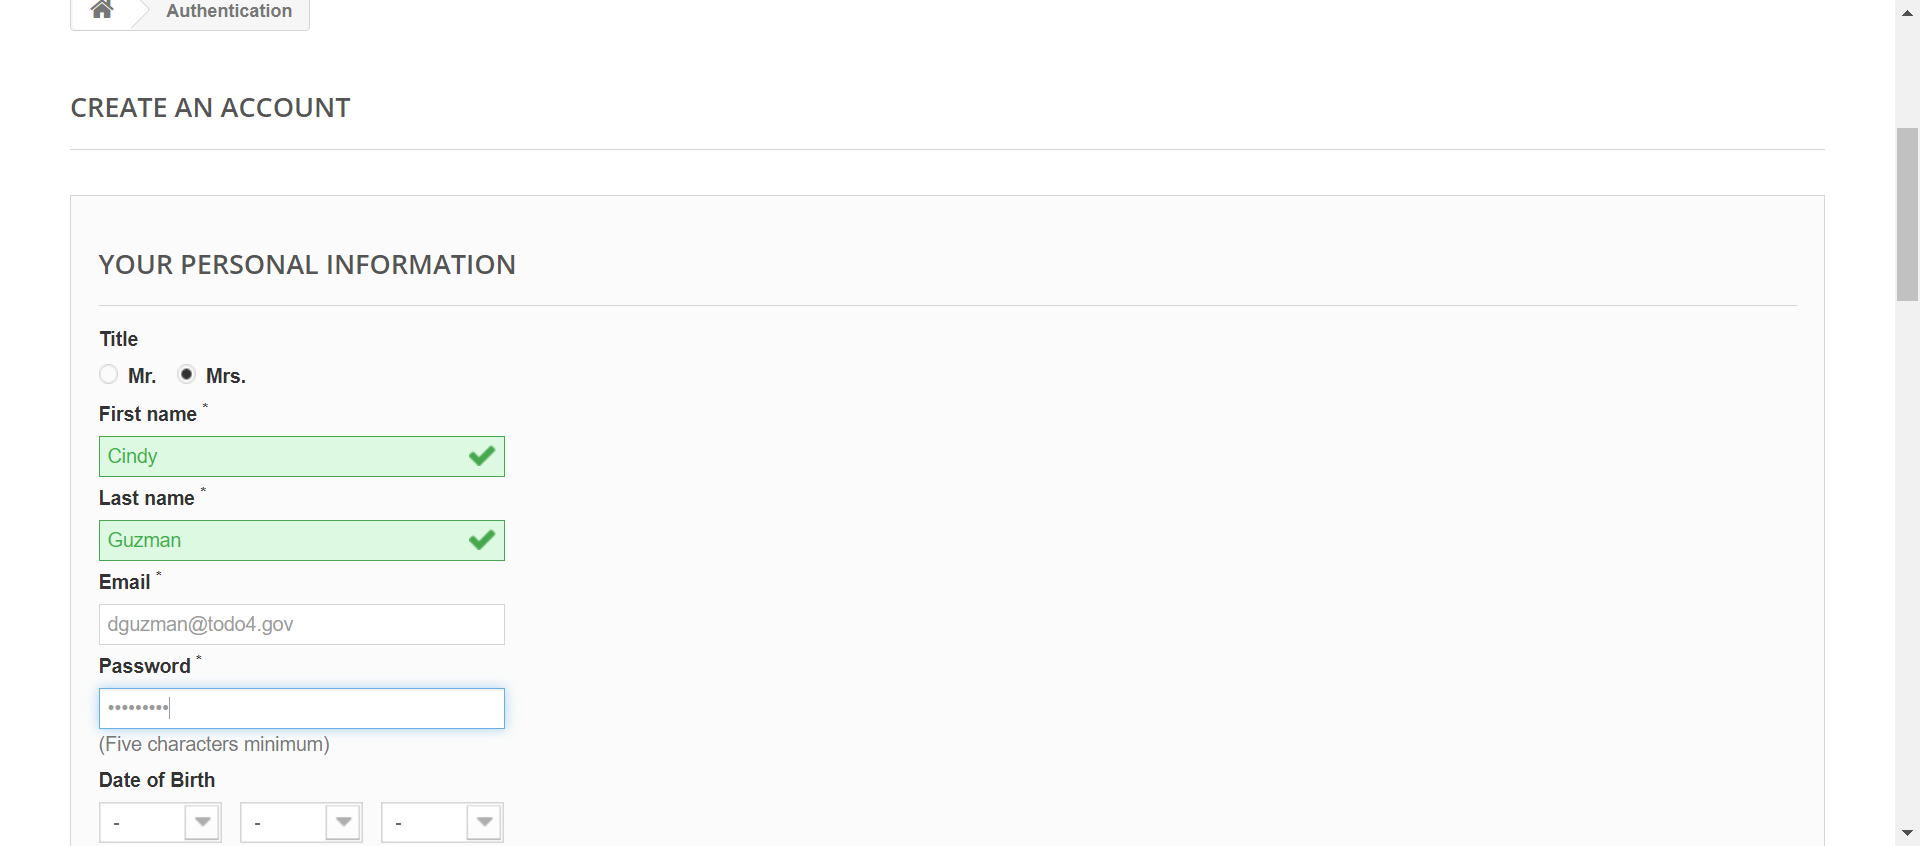 Authentication
CREATE AN ACCOUNT
YOUR PERSONAL INFORMATION
Title
Mr. Mrs.
First name *
Cindy
Last name *
Guzman
Email *
dguzman@todo4.gov
Password *
•••••••••
(Five characters minimum)
Date of Birth
- - -